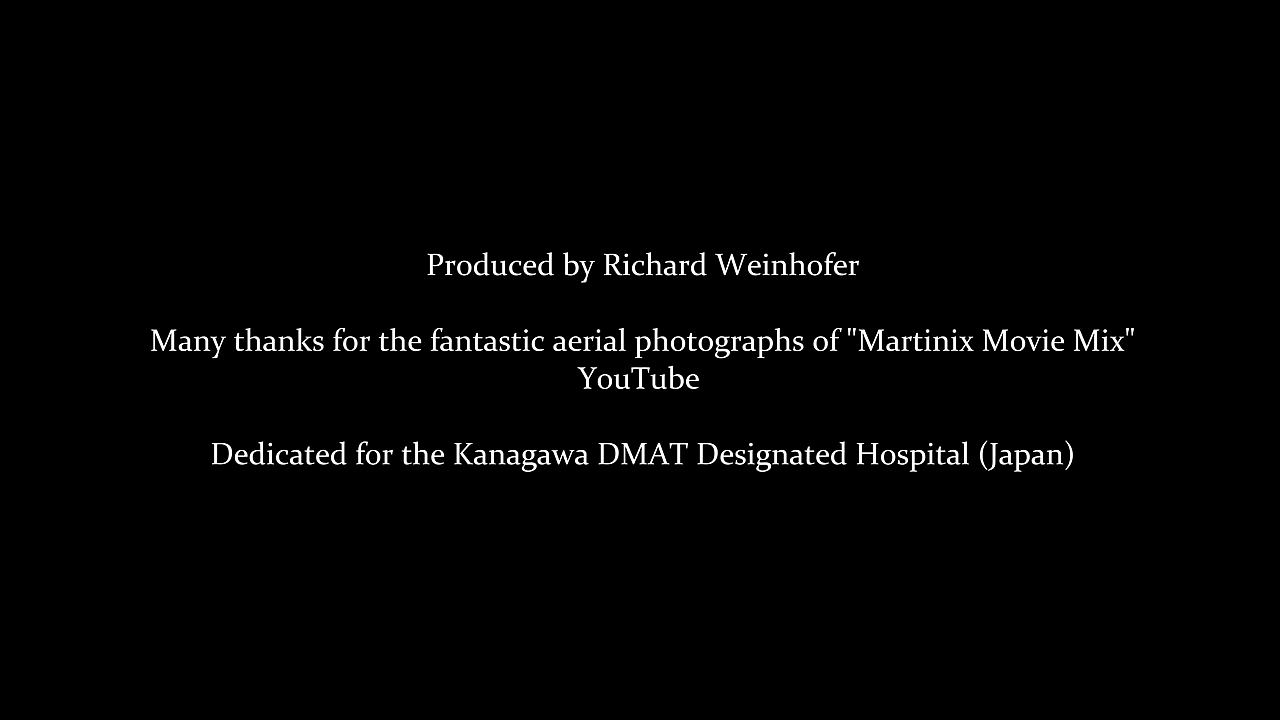 Produced by Richard Weinhofer
Many thanks for the fantastic aerial photographs of "Martinix Movie Mix"
YouTube
Dedicated for the Kanagawa DMAT Designated Hospital (Japan)